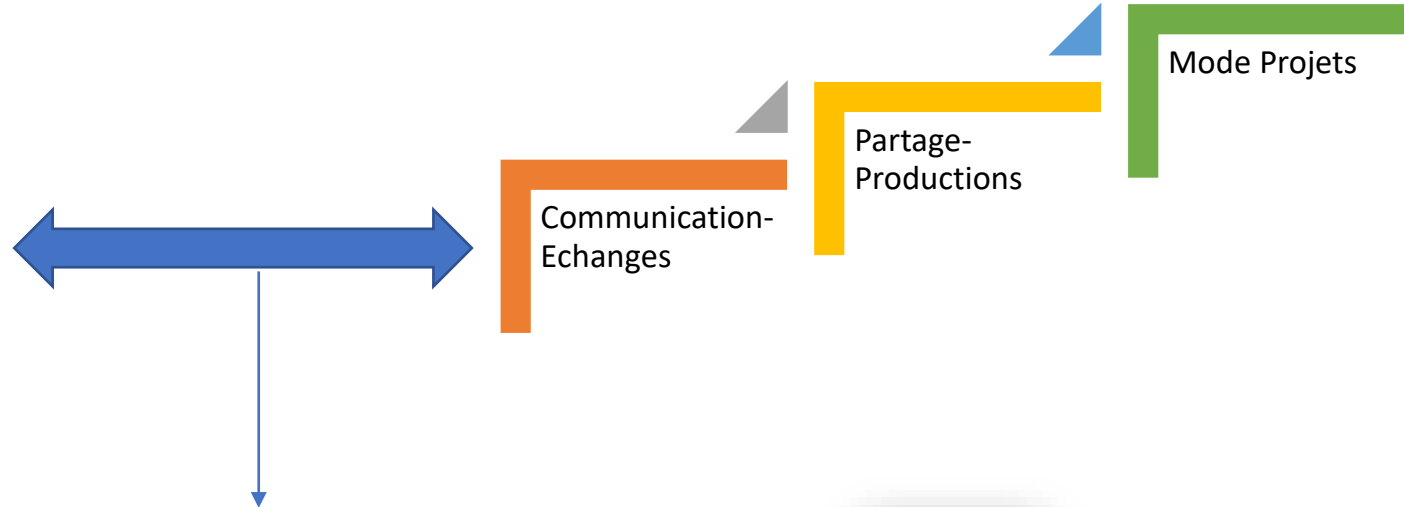 Mode Projets
Partage-
Productions
Communication-
Echanges